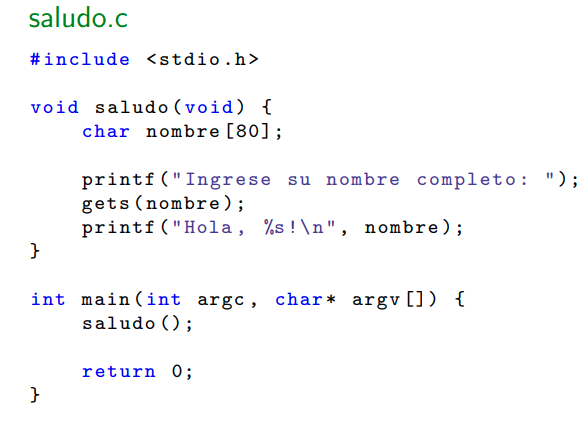 saludo.c
#include <stdio.h>
void saludo(void) {
char nombre[80];
printf("Ingrese su nombre completo: ");
gets(nombre);
printf("Hola, %s!\n", nombre);
}
int main(int argc, char* argv[]) {
saludo();
return 0;
}